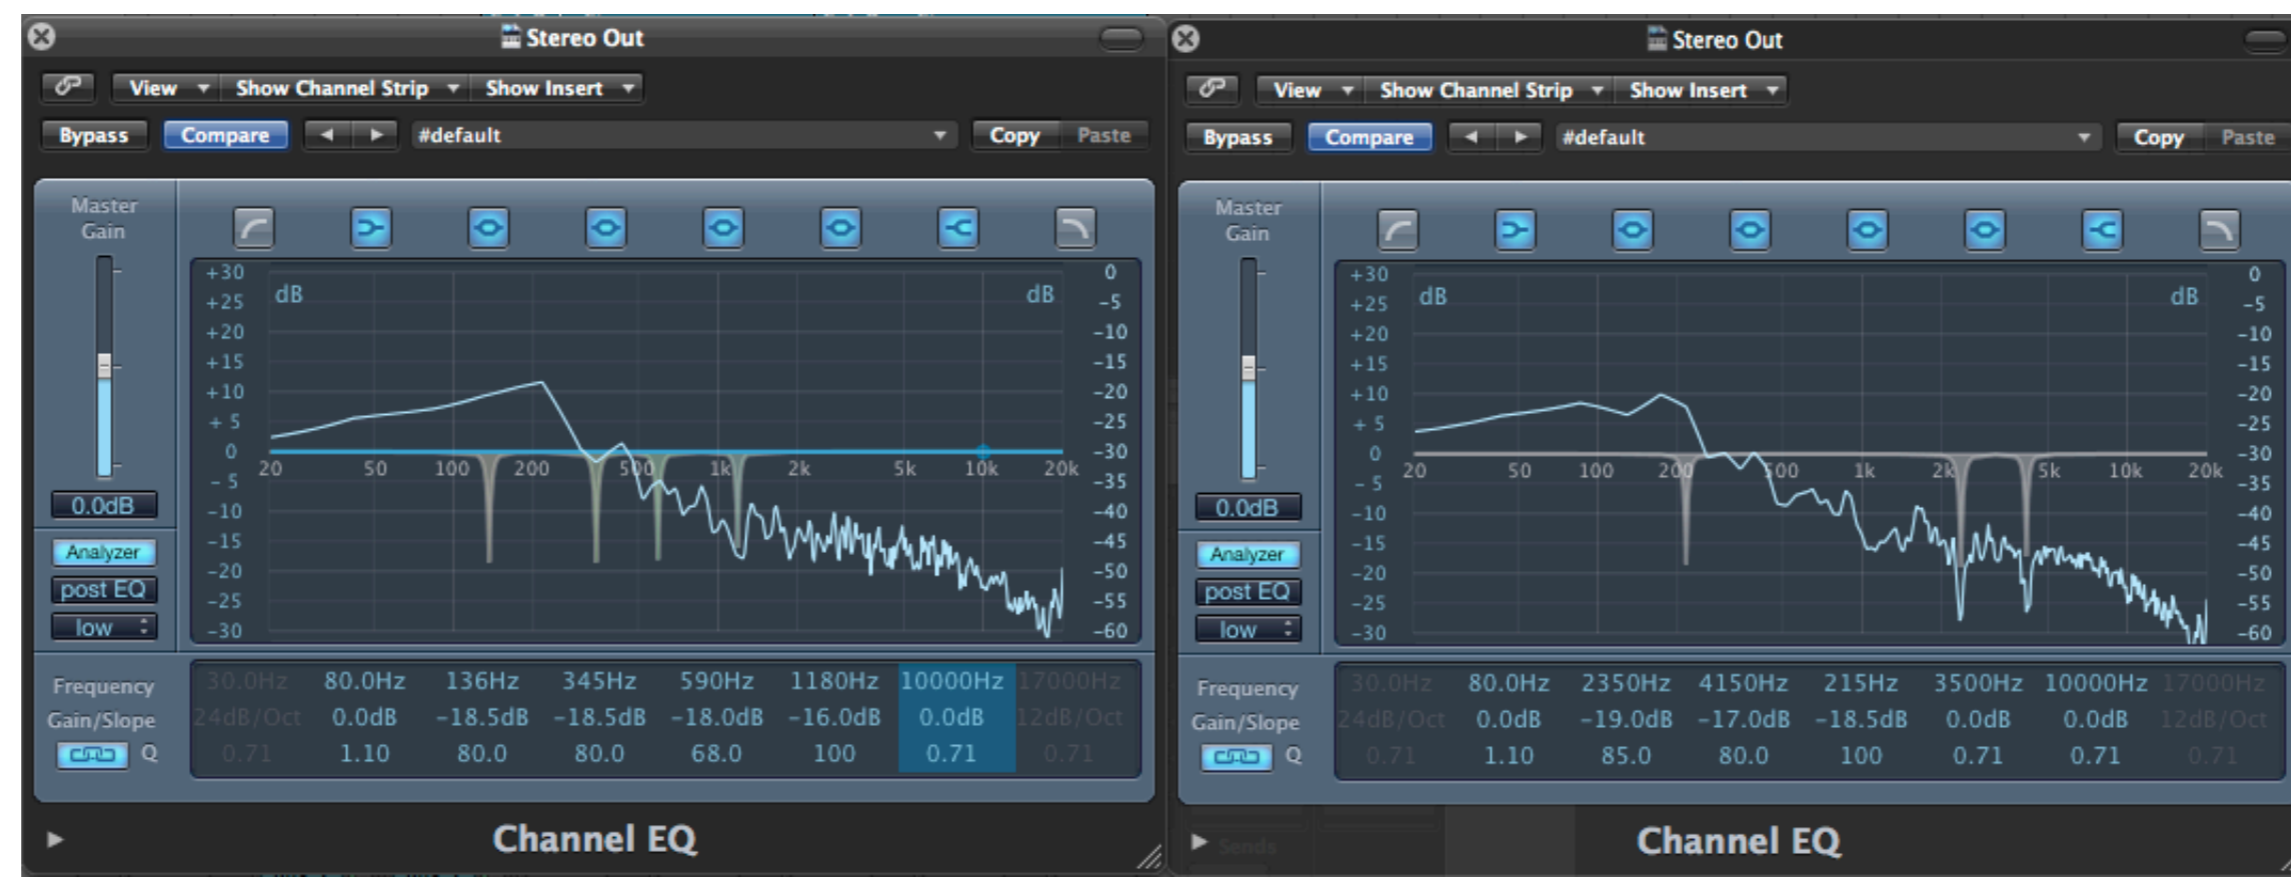 Stereo Out
View Show Channel Strip Show Insert
Bypass Compare #default Copy Paste
Master
Gain
+30 0
+25 dB dB -5
+20 -10
+15 -15
+10 -20
+ 5 -25
0 -30
20 50 100 200 500 1k 2k 5k 10k 20k
- 5 -35
0.0dB
-10 -40
-15 -45
Analyzer
-20 -50
post EQ
-25 -55
low
-30 -60
Frequency 30.0Hz 80.0Hz 136Hz 345Hz 590Hz 1180Hz 10000Hz 17000Hz
Gain/Slope 24dB/Oct 0.0dB -18.5dB -18.5dB -18.0dB -16.0dB 0.0dB 12dB/Oct
Q 0.71 1.10 80.0 80.0 68.0 100 0.71 0.71
Channel EQ
Stereo Out
View Show Channel Strip Show Insert
Bypass Compare #default Copy Paste
Master
Gain
+30 0
+25 dB dB -5
+20 -10
+15 -15
+10 -20
+ 5 -25
0 -30
20 50 100 200 500 1k 2k 5k 10k 20k
- 5 -35
0.0dB
-10 -40
-15 -45
Analyzer
-20 -50
post EQ
-25 -55
low
-30 -60
Frequency 30.0Hz 80.0Hz 2350Hz 4150Hz 215Hz 3500Hz 10000Hz 17000Hz
Gain/Slope 24dB/Oct 0.0dB -19.0dB -17.0dB -18.5dB 0.0dB 0.0dB 12dB/Oct
Q 0.71 1.10 85.0 80.0 100 0.71 0.71 0.71
Channel EQ
Sends